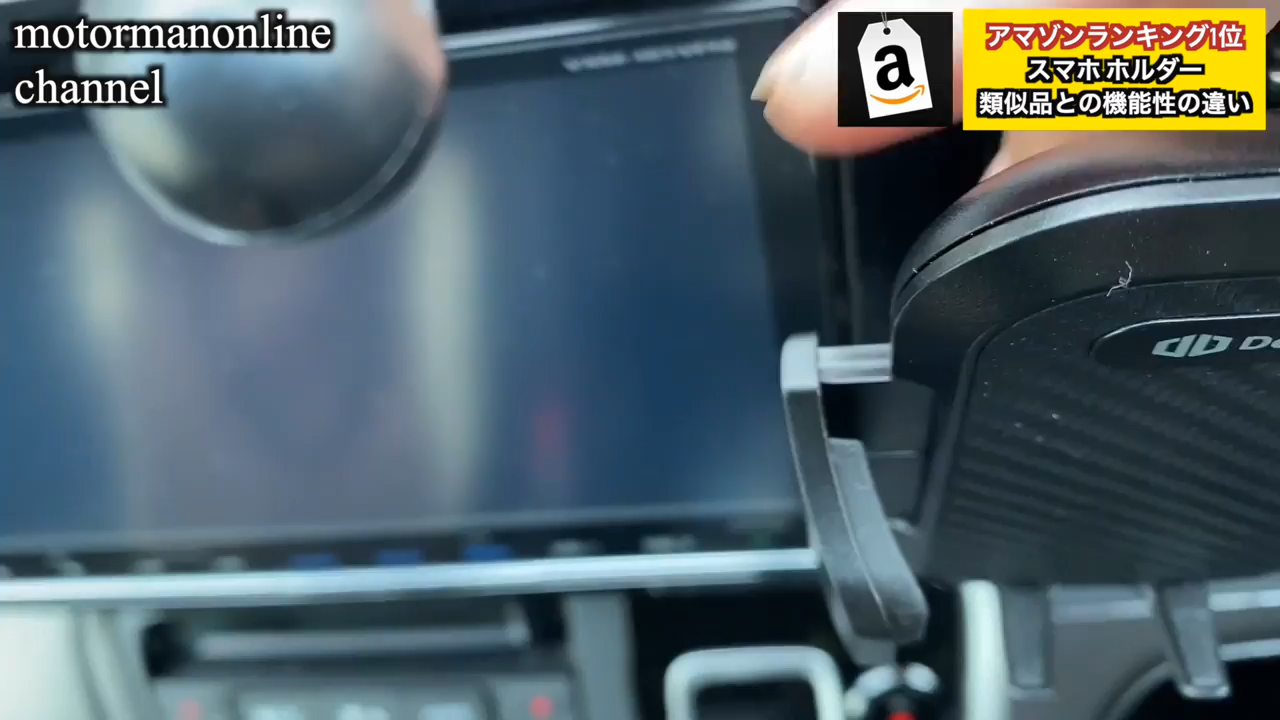 motormanonline
channel
a
アマゾンランキング1位
スマホ ホルダー
類似品との機能性の違い